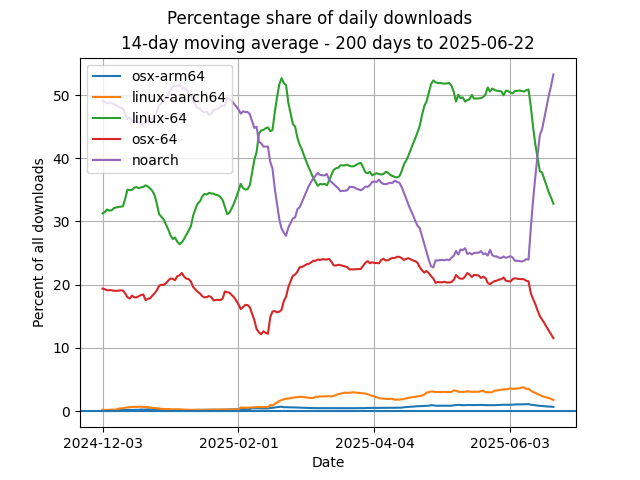 Percentage share of daily downloads
14-day moving average - 200 days to 2025-06-22
osx-arm64
linux-aarch64
linux-64
osx-64
noarch
Percent of all downloads
50
40
30
20
10
0
2024-12-03 2025-02-01 2025-04-04 2025-06-03
Date